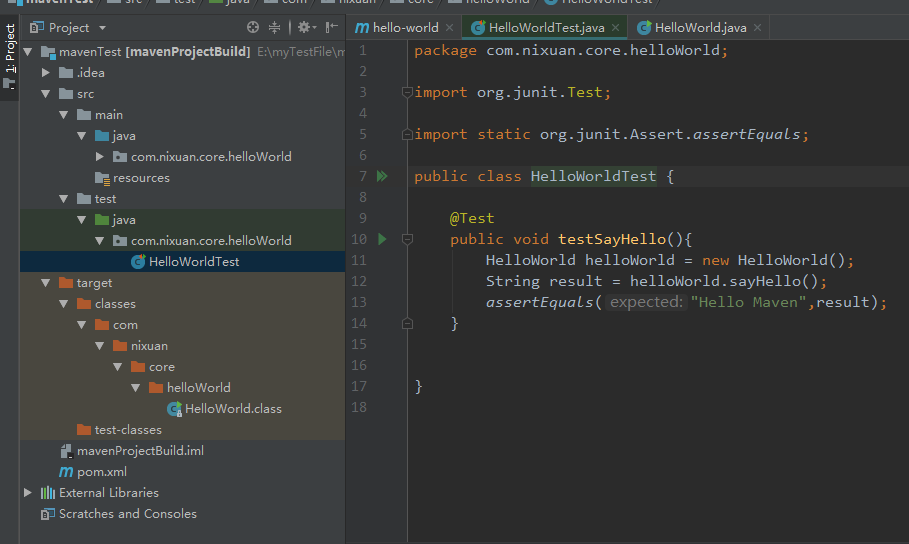 mavenTest src test java com nixuan core helloWorld HelloWorldTest
1: Project
Project
mavenTest [mavenProjectBuild] E:\myTestFile\m
.idea
src
main
java
com.nixuan.core.helloWorld
resources
test
java
com.nixuan.core.helloWorld
HelloWorldTest
target
classes
com
nixuan
core
helloWorld
HelloWorld.class
test-classes
mavenProjectBuild.iml
pom.xml
External Libraries
Scratches and Consoles
hello-world HelloWorldTest.java HelloWorld.java
1 package com.nixuan.core.helloWorld;
2
3 import org.junit.Test;
4
5 import static org.junit.Assert.assertEquals;
6
7 public class HelloWorldTest {
8
9 @Test
10 public void testSayHello(){
11 HelloWorld helloWorld = new HelloWorld();
12 String result = helloWorld.sayHello();
13 assertEquals( expected: "Hello Maven",result);
14 }
15
16
17 }
18